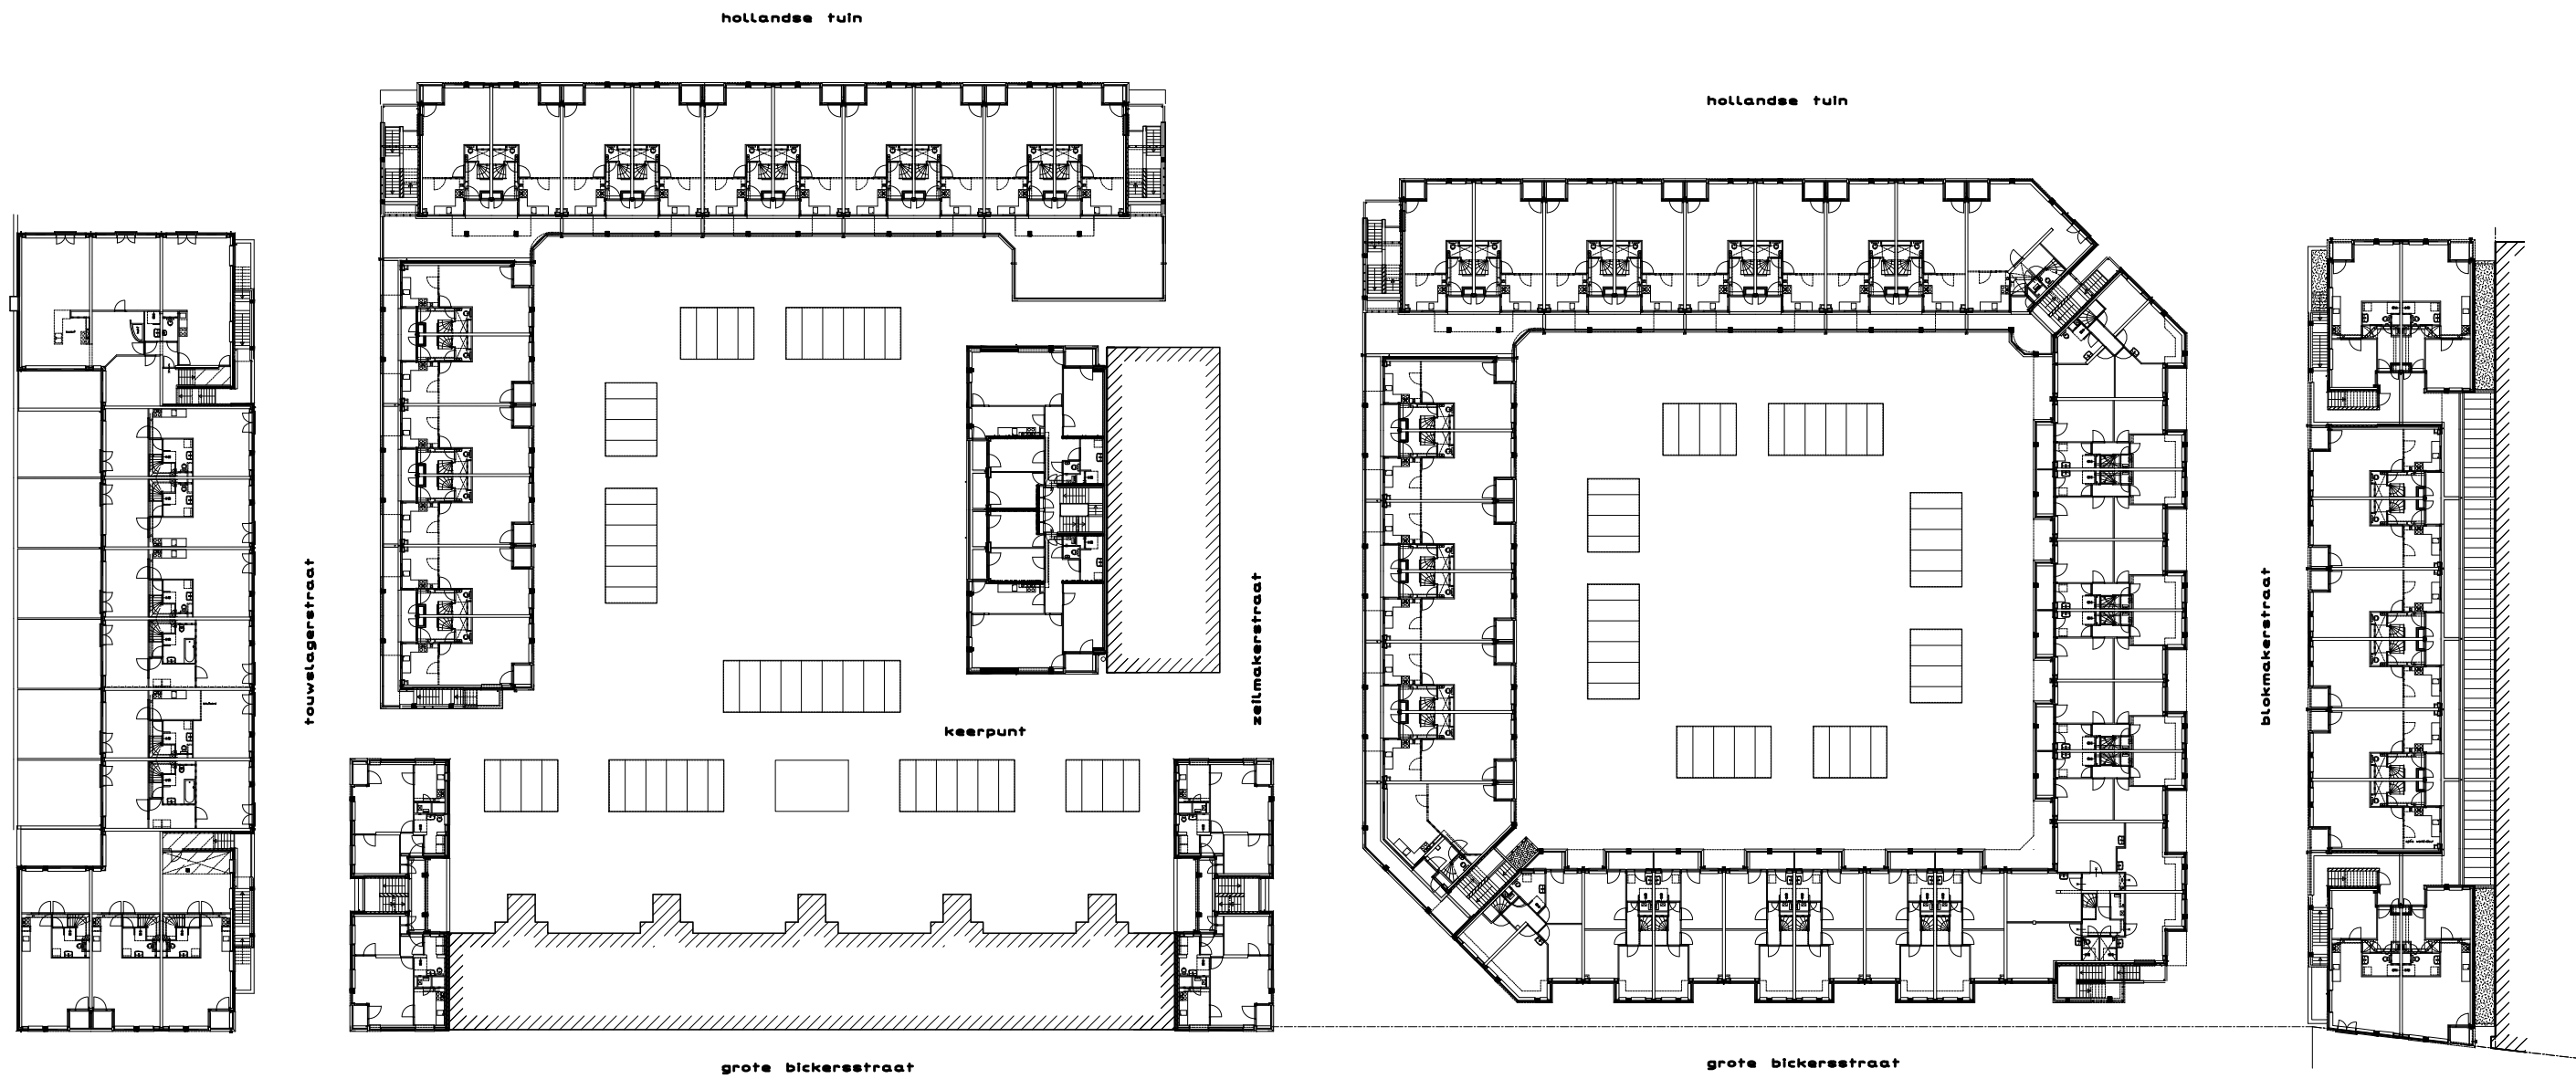 hollandse tuin
hollandse tuin
touwslagerstraat
zeilmakerstraat
blokmakerstraat
keerpunt
grote bickersstraat
grote bickersstraat